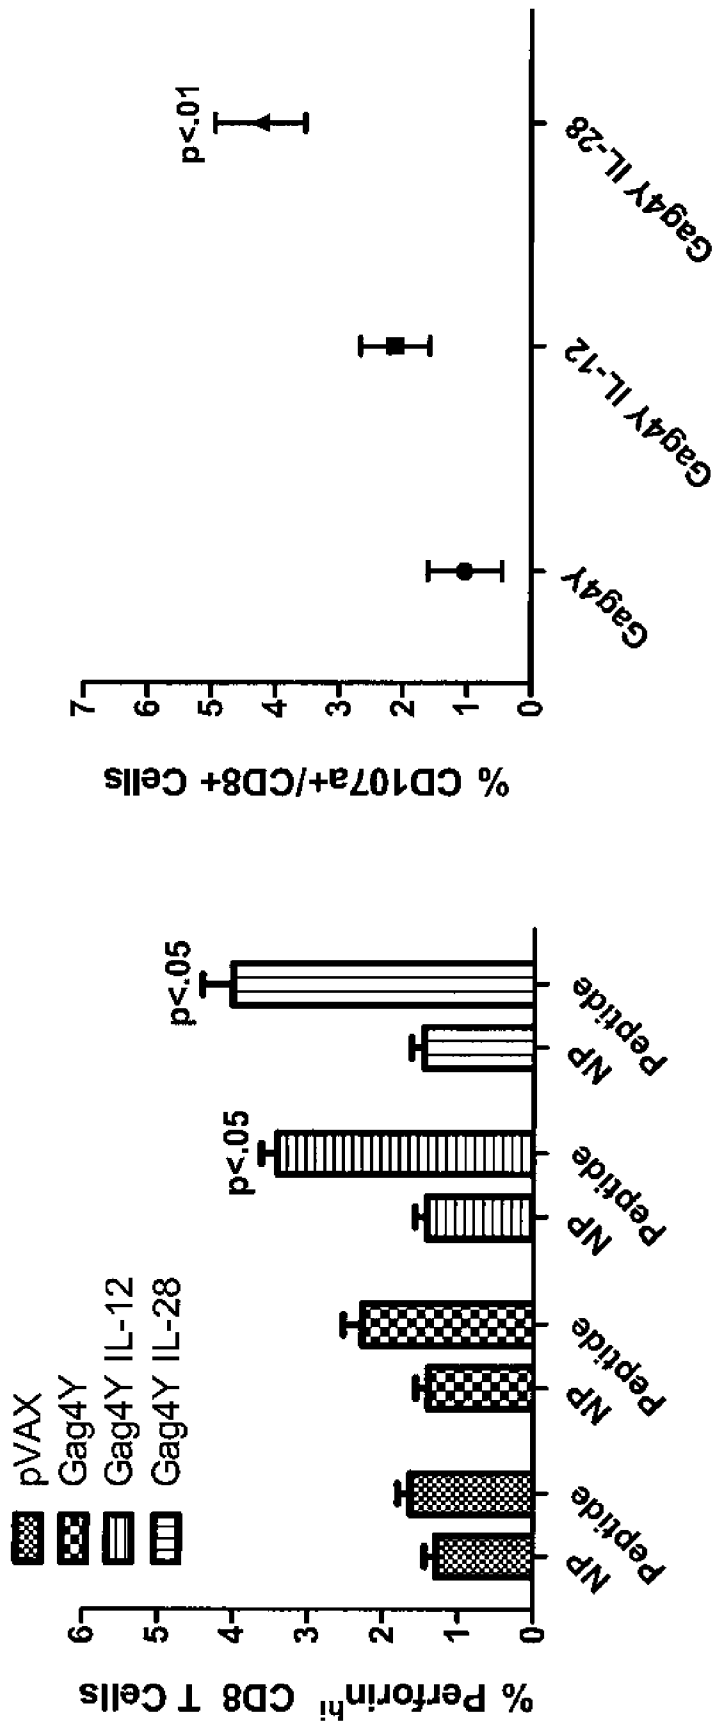 pVAX
Gag4Y
Gag4Y IL-12
Gag4Y IL-28
% Perforin^hi CD8 T Cells
6
5
4
3
2
1
0
p<.05
p<.05
NP
Peptide
NP
Peptide
NP
Peptide
NP
Peptide
% CD107a+/CD8+ Cells
7
6
5
4
3
2
1
0
p<.01
Gag4Y
Gag4Y IL-12
Gag4Y IL-28